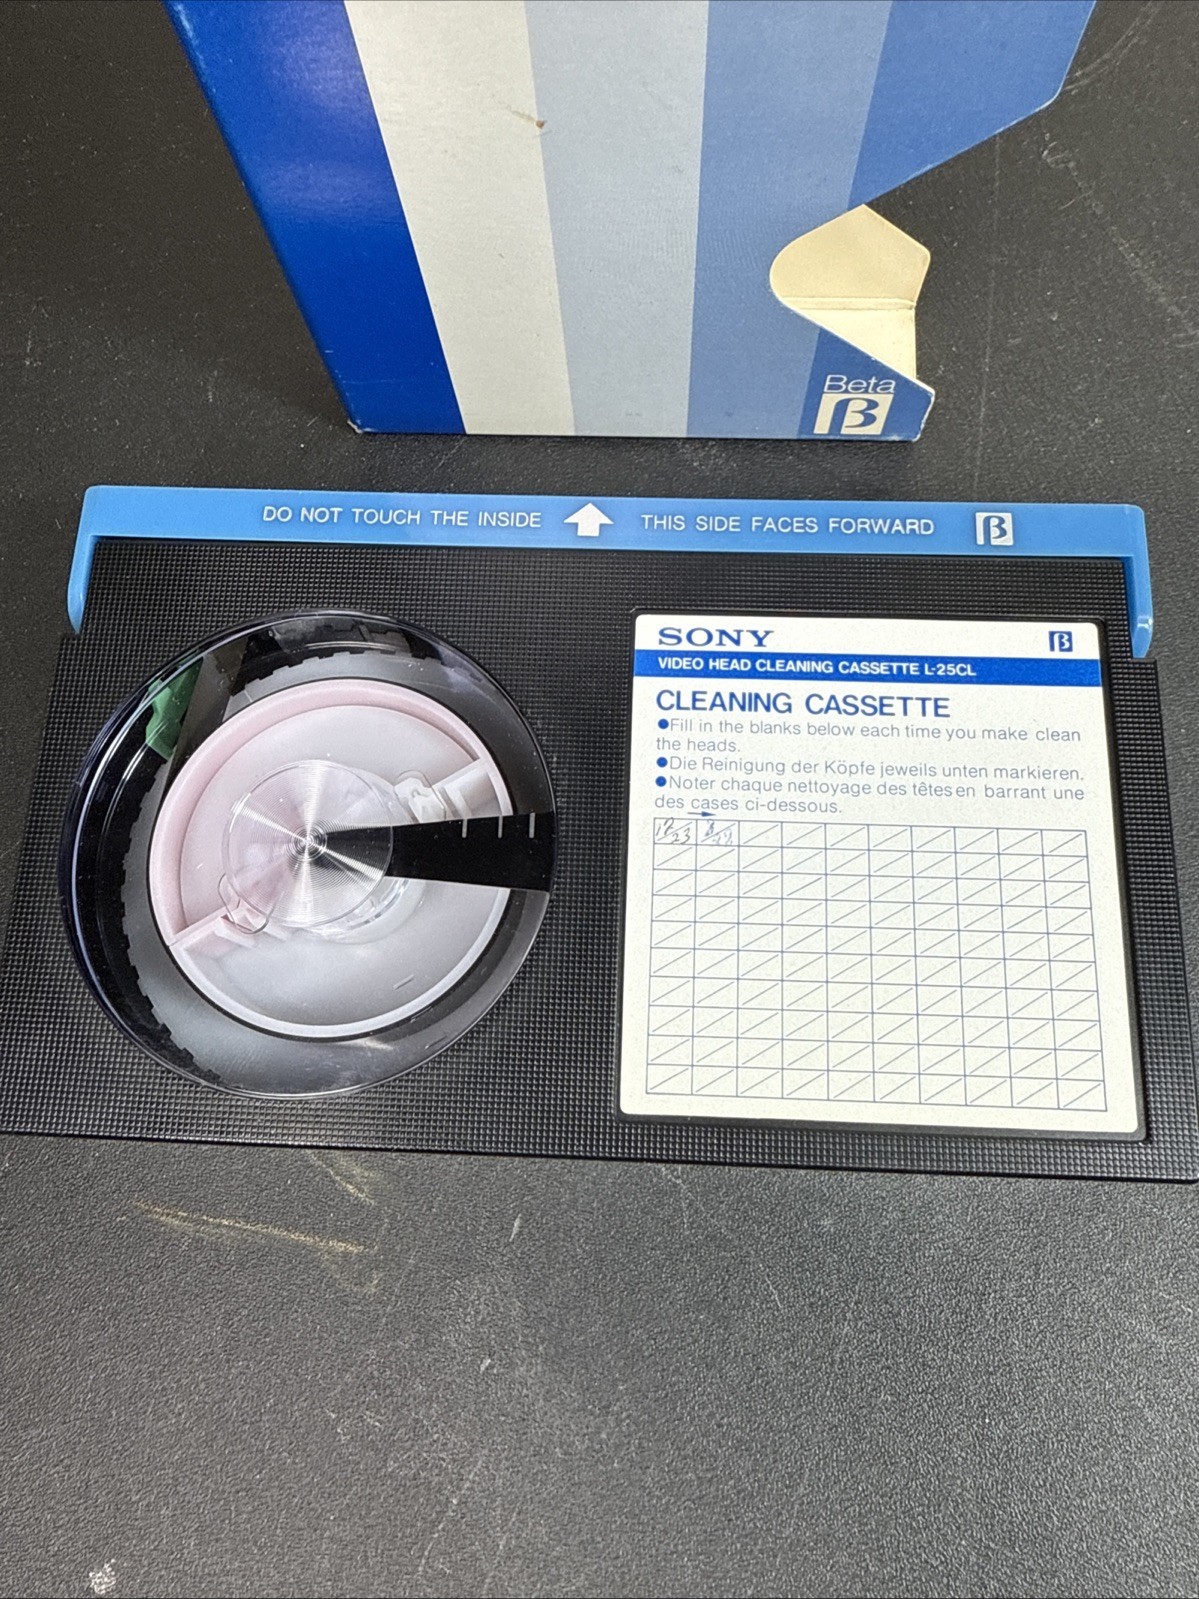 Beta
β
DO NOT TOUCH THE INSIDE
THIS SIDE FACES FORWARD
β
SONY
β
VIDEO HEAD CLEANING CASSETTE L-25CL
CLEANING CASSETTE
●Fill in the blanks below each time you make clean
the heads.
●Die Reinigung der Köpfe jeweils unten markieren.
●Noter chaque nettoyage des têtes en barrant une
des cases ci-dessous.
12/23